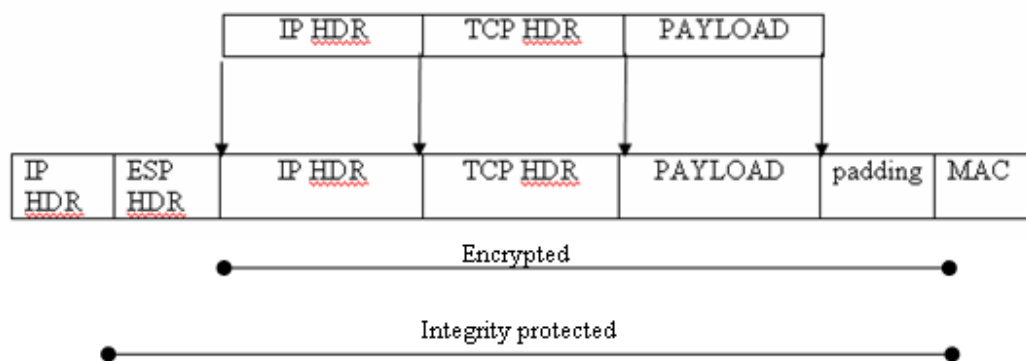 IP HDR TCP HDR PAYLOAD
IP HDR ESP HDR IP HDR TCP HDR PAYLOAD padding MAC
Encrypted
Integrity protected